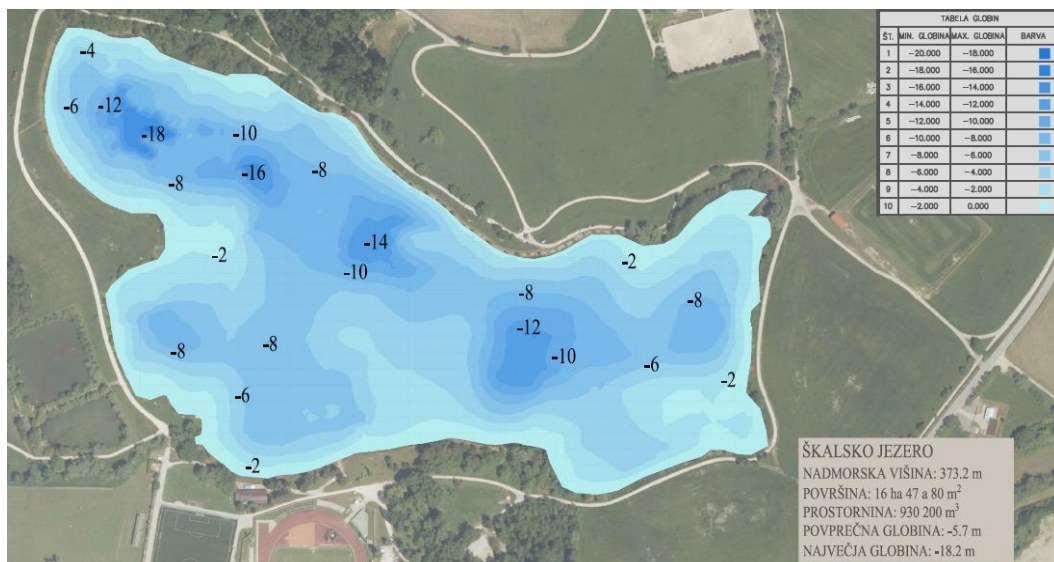 TABELA GLOBIN
ŠT. MIN. GLOBINA MAX. GLOBINA BARVA
1 -20.000 -18.000
2 -18.000 -16.000
3 -16.000 -14.000
4 -14.000 -12.000
5 -12.000 -10.000
6 -10.000 -8.000
7 -8.000 -6.000
8 -6.000 -4.000
9 -4.000 -2.000
10 -2.000 0.000
-4
-6
-12
-18
-10
-16
-8
-8
-2
-14
-10
-2
-8
-8
-12
-8
-8
-10
-6
-2
-6
-2
ŠKALSKO JEZERO
NADMORSKA VIŠINA: 373.2 m
POVRŠINA: 16 ha 47 a 80 m²
PROSTORNINA: 930 200 m³
POVPREČNA GLOBINA: -5.7 m
NAJVEČJA GLOBINA: -18.2 m